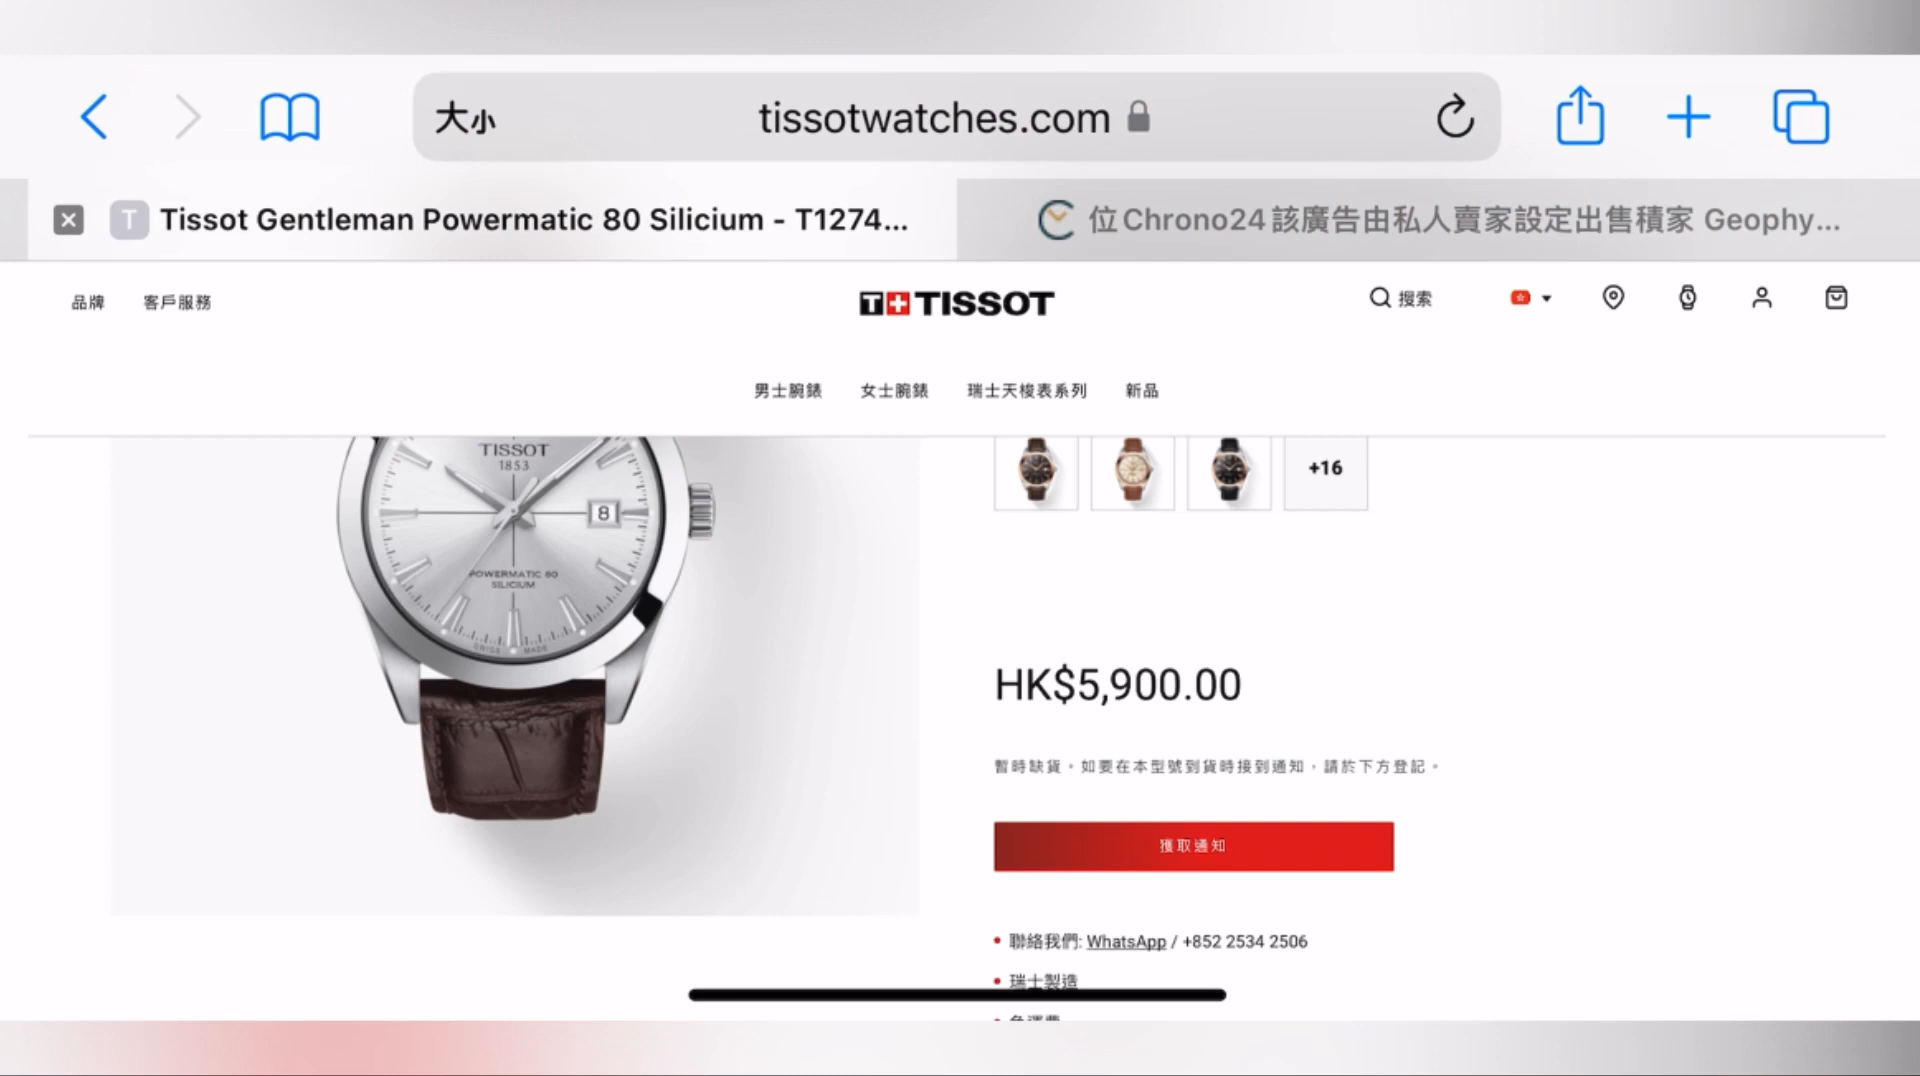 大小
tissotwatches.com
Tissot Gentleman Powermatic 80 Silicium - T1274...
位Chrono24該廣告由私人賣家設定出售積家 Geophy...
品牌
客戶服務
T+TISSOT
搜索
男士腕錶
女士腕錶
瑞士天梭表系列
新品
TISSOT
1853
8
POWERMATIC 80
SILICIUM
SWISS MADE
+16
HK$5,900.00
暫時缺貨。如要在本型號到貨時接到通知，請於下方登記。
獲取通知
聯絡我們: WhatsApp / +852 2534 2506
瑞士製造